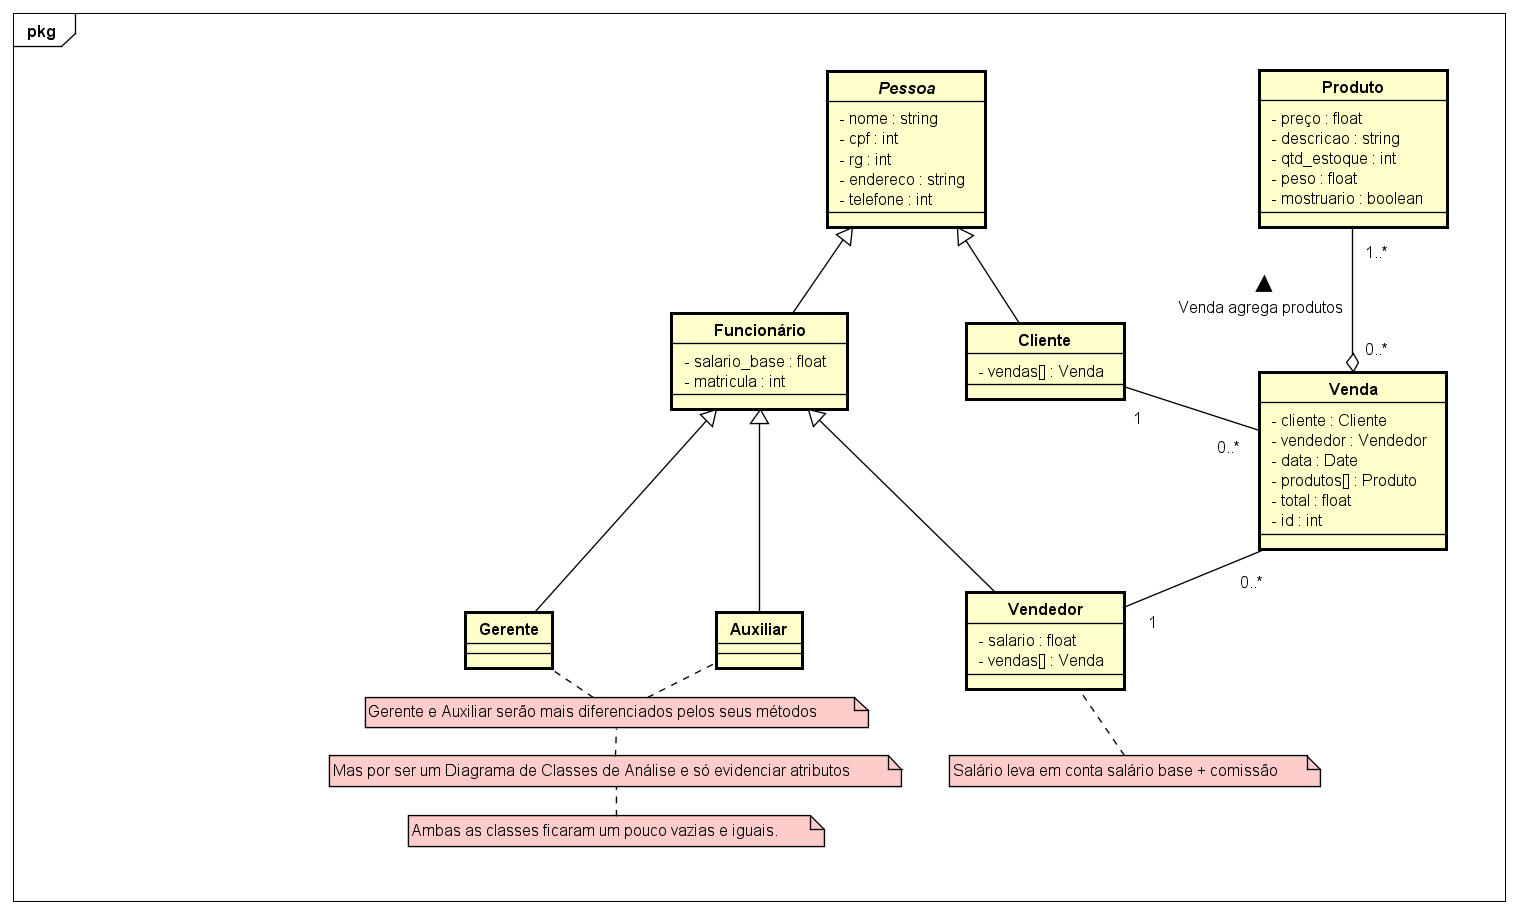 pkg
Pessoa
- nome : string
- cpf : int
- rg : int
- endereco : string
- telefone : int
Produto
- preço : float
- descricao : string
- qtd_estoque : int
- peso : float
- mostruario : boolean
1..*
Venda agrega produtos
0..*
Funcionário
- salario_base : float
- matricula : int
Cliente
- vendas[] : Venda
1
0..*
Venda
- cliente : Cliente
- vendedor : Vendedor
- data : Date
- produtos[] : Produto
- total : float
- id : int
0..*
1
Gerente
Auxiliar
Vendedor
- salario : float
- vendas[] : Venda
Gerente e Auxiliar serão mais diferenciados pelos seus métodos
Mas por ser um Diagrama de Classes de Análise e só evidenciar atributos
Salário leva em conta salário base + comissão
Ambas as classes ficaram um pouco vazias e iguais.